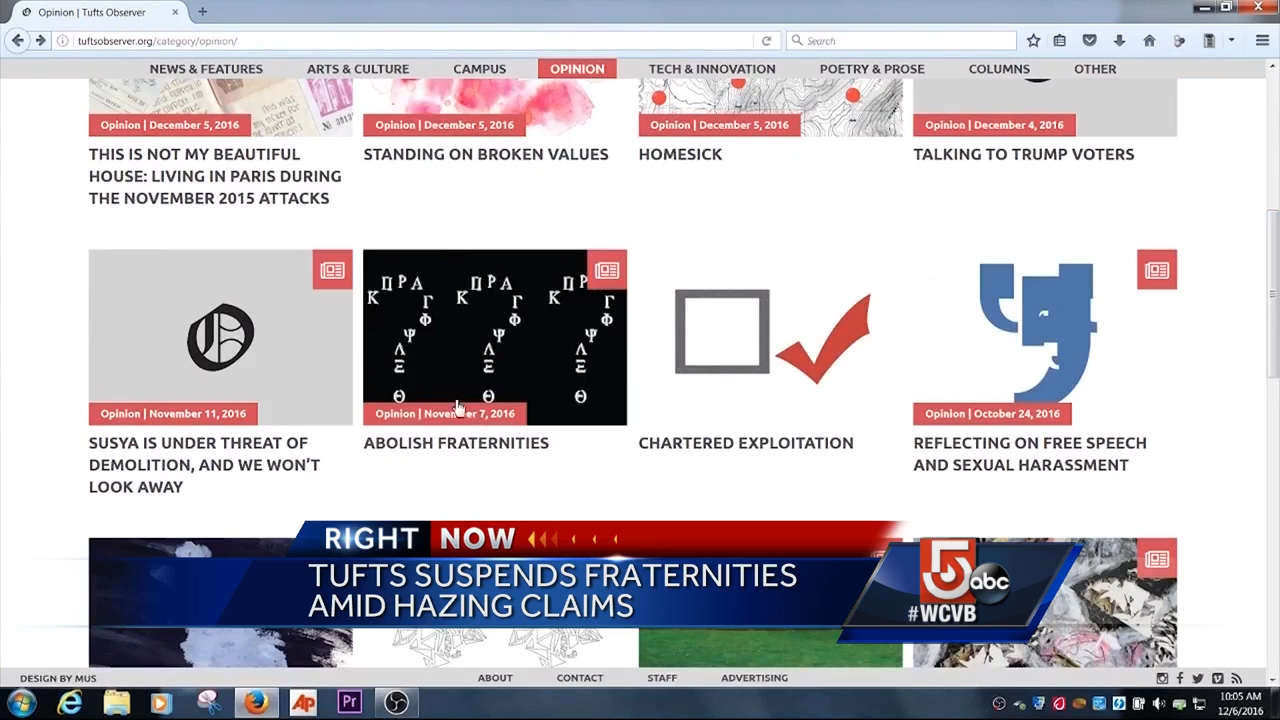 Opinion | Tufts Observer
tuftsobserver.org/category/opinion/
Search
NEWS & FEATURES ARTS & CULTURE CAMPUS OPINION TECH & INNOVATION POETRY & PROSE COLUMNS OTHER
Opinion | December 5, 2016
THIS IS NOT MY BEAUTIFUL
HOUSE: LIVING IN PARIS DURING
THE NOVEMBER 2015 ATTACKS
Opinion | December 5, 2016
STANDING ON BROKEN VALUES
Opinion | December 5, 2016
HOMESICK
Opinion | December 4, 2016
TALKING TO TRUMP VOTERS
O
Opinion | November 11, 2016
SUSYA IS UNDER THREAT OF
DEMOLITION, AND WE WON'T
LOOK AWAY
Κ Π Ρ Α Γ Φ Ψ Λ Ξ Θ
Κ Π Ρ Α Γ Φ Ψ Λ Ξ Θ
Κ Π Ρ Γ Φ Ψ Λ Ξ Θ
Opinion | November 7, 2016
ABOLISH FRATERNITIES
CHARTERED EXPLOITATION
Opinion | October 24, 2016
REFLECTING ON FREE SPEECH
AND SEXUAL HARASSMENT
RIGHT NOW
TUFTS SUSPENDS FRATERNITIES
AMID HAZING CLAIMS
5 abc
#WCVB
DESIGN BY MUS ABOUT CONTACT STAFF ADVERTISING
AP Pr
10:05 AM
12/6/2016